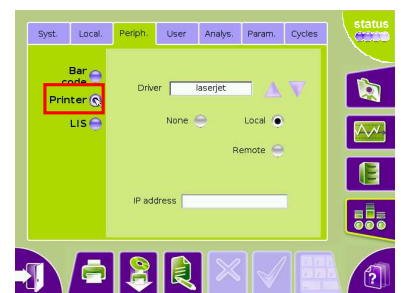 status
Syst. Local. Periph. User Analys. Param. Cycles
Bar
code
Printer
LIS
Driver laserjet
None Local
Remote
IP address